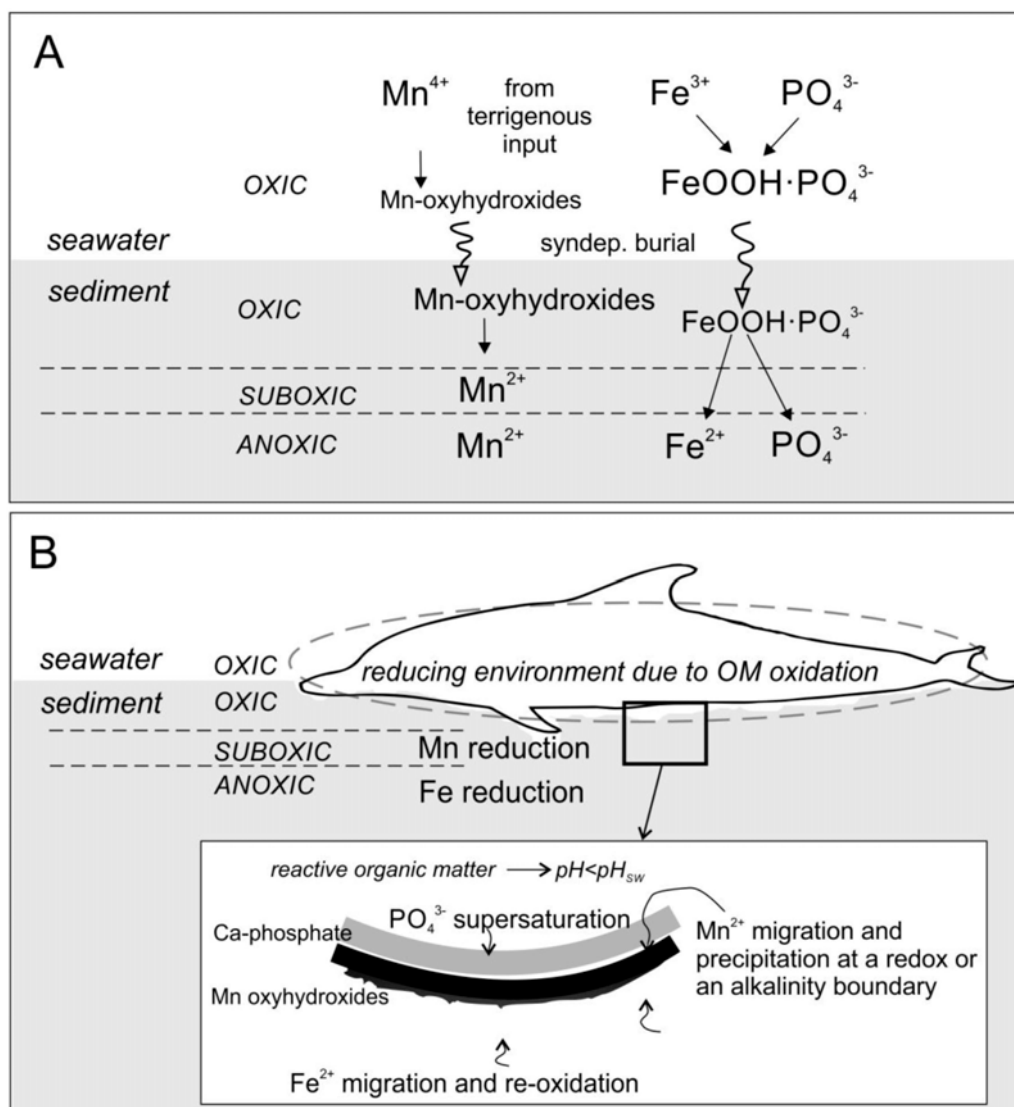 A
Mn⁴⁺ from terrigenous input
Fe³⁺ PO₄³⁻
OXIC
Mn-oxyhydroxides
FeOOH·PO₄³⁻
seawater
syndep. burial
sediment
OXIC
Mn-oxyhydroxides
FeOOH·PO₄³⁻
SUBOXIC
Mn²⁺
ANOXIC
Mn²⁺
Fe²⁺ PO₄³⁻
B
seawater
OXIC
reducing environment due to OM oxidation
sediment
OXIC
SUBOXIC
Mn reduction
ANOXIC
Fe reduction
reactive organic matter
pH<pH_SW
PO₄³⁻ supersaturation
Ca-phosphate
Mn oxyhydroxides
Mn²⁺ migration and
precipitation at a redox or
an alkalinity boundary
Fe²⁺ migration and re-oxidation